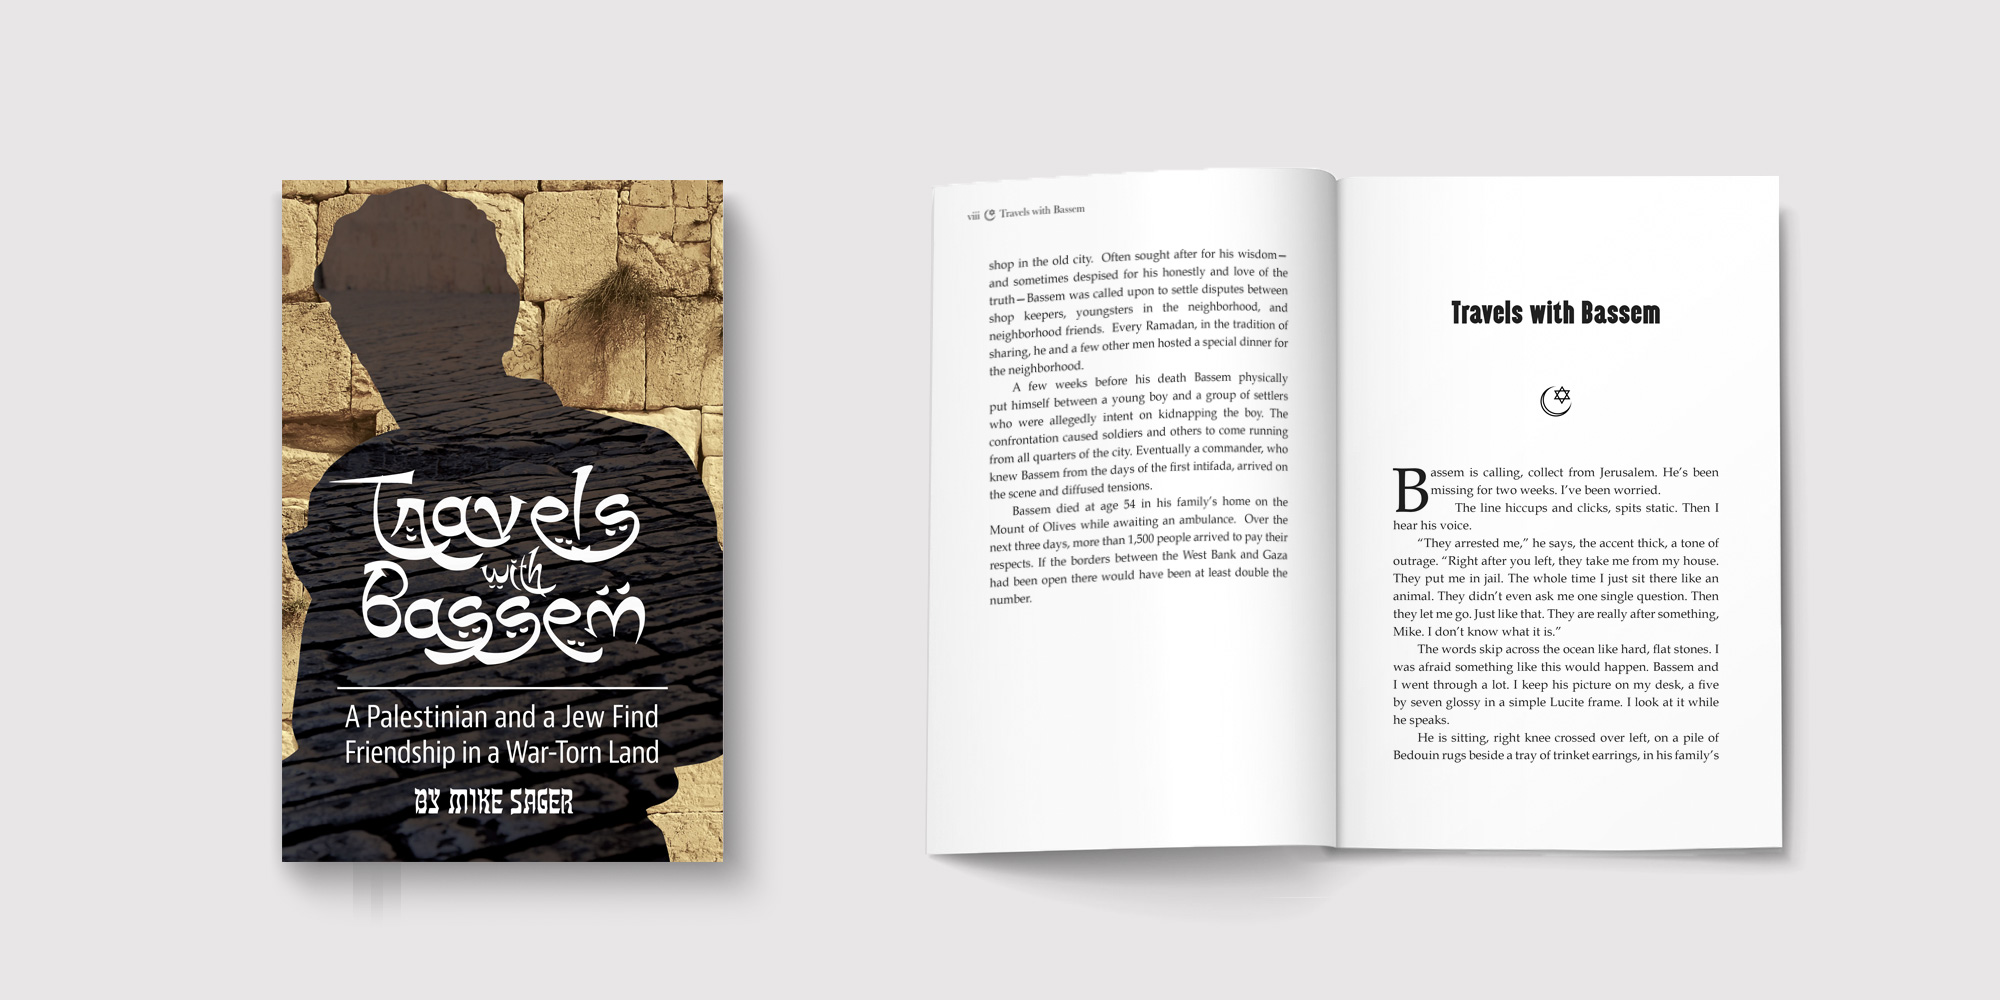 Travels
with
Bassem
A Palestinian and a Jew Find
Friendship in a War-Torn Land
BY MIKE SAGER
viii Travels with Bassem
shop in the old city. Often sought after for his wisdom—
and sometimes despised for his honestly and love of the
truth—Bassem was called upon to settle disputes between
shop keepers, youngsters in the neighborhood, and
neighborhood friends. Every Ramadan, in the tradition of
sharing, he and a few other men hosted a special dinner for
the neighborhood.
A few weeks before his death Bassem physically
put himself between a young boy and a group of settlers
who were allegedly intent on kidnapping the boy. The
confrontation caused soldiers and others to come running
from all quarters of the city. Eventually a commander, who
knew Bassem from the days of the first intifada, arrived on
the scene and diffused tensions.
Bassem died at age 54 in his family's home on the
Mount of Olives while awaiting an ambulance. Over the
next three days, more than 1,500 people arrived to pay their
respects. If the borders between the West Bank and Gaza
had been open there would have been at least double the
number.
Travels with Bassem
Bassem is calling, collect from Jerusalem. He's been
missing for two weeks. I've been worried.
The line hiccups and clicks, spits static. Then I
hear his voice.
“They arrested me,” he says, the accent thick, a tone of
outrage. “Right after you left, they take me from my house.
They put me in jail. The whole time I just sit there like an
animal. They didn't even ask me one single question. Then
they let me go. Just like that. They are really after something,
Mike. I don't know what it is.”
The words skip across the ocean like hard, flat stones. I
was afraid something like this would happen. Bassem and
I went through a lot. I keep his picture on my desk, a five
by seven glossy in a simple Lucite frame. I look at it while
he speaks.
He is sitting, right knee crossed over left, on a pile of
Bedouin rugs beside a tray of trinket earrings, in his family's